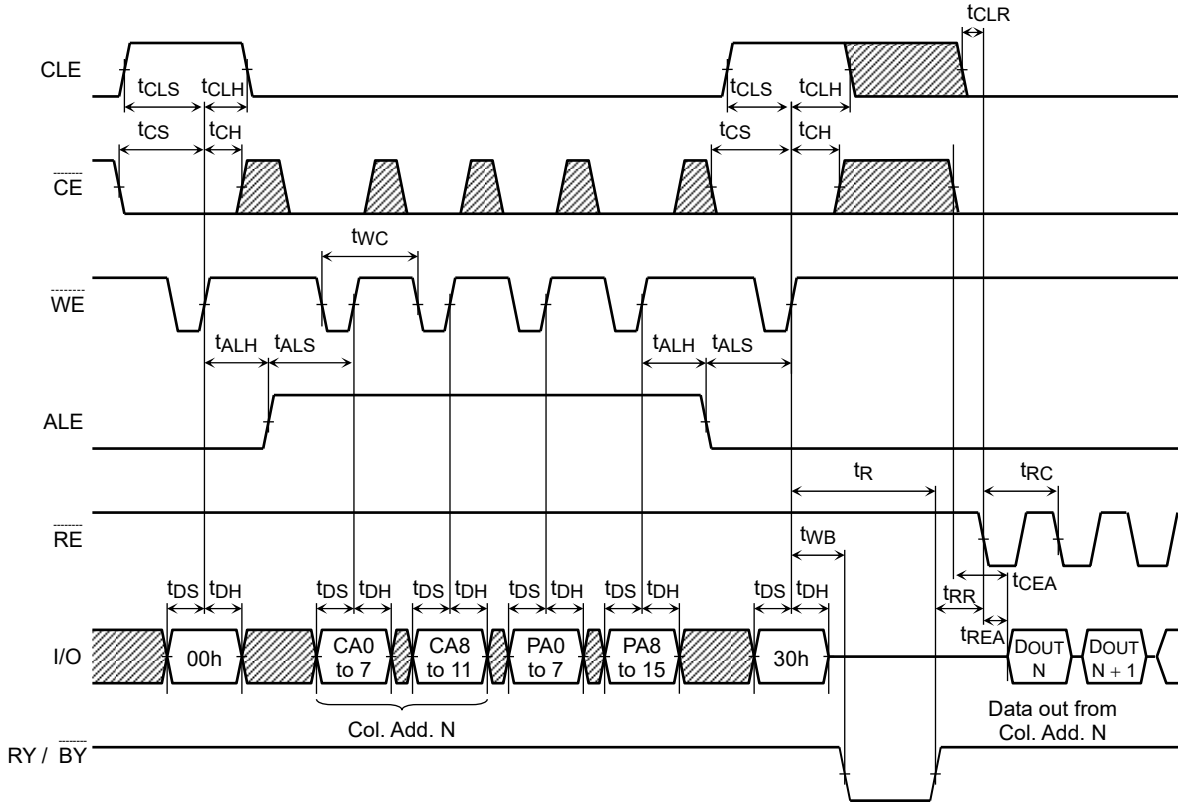 tCLR
CLE
tCLS tCLH tCLS tCLH
tCS tCH tCS tCH
CE
tWC
WE
tALH tALS tALH tALS
ALE
tR tRC
RE
tWB
tDS tDH tDS tDH tDS tDH tDS tDH tDS tDH tDS tDH tRR tCEA
tREA
I/O 00h CA0 to 7 CA8 to 11 PA0 to 7 PA8 to 15 30h DOUT N DOUT N + 1
Col. Add. N
Data out from
Col. Add. N
RY / BY